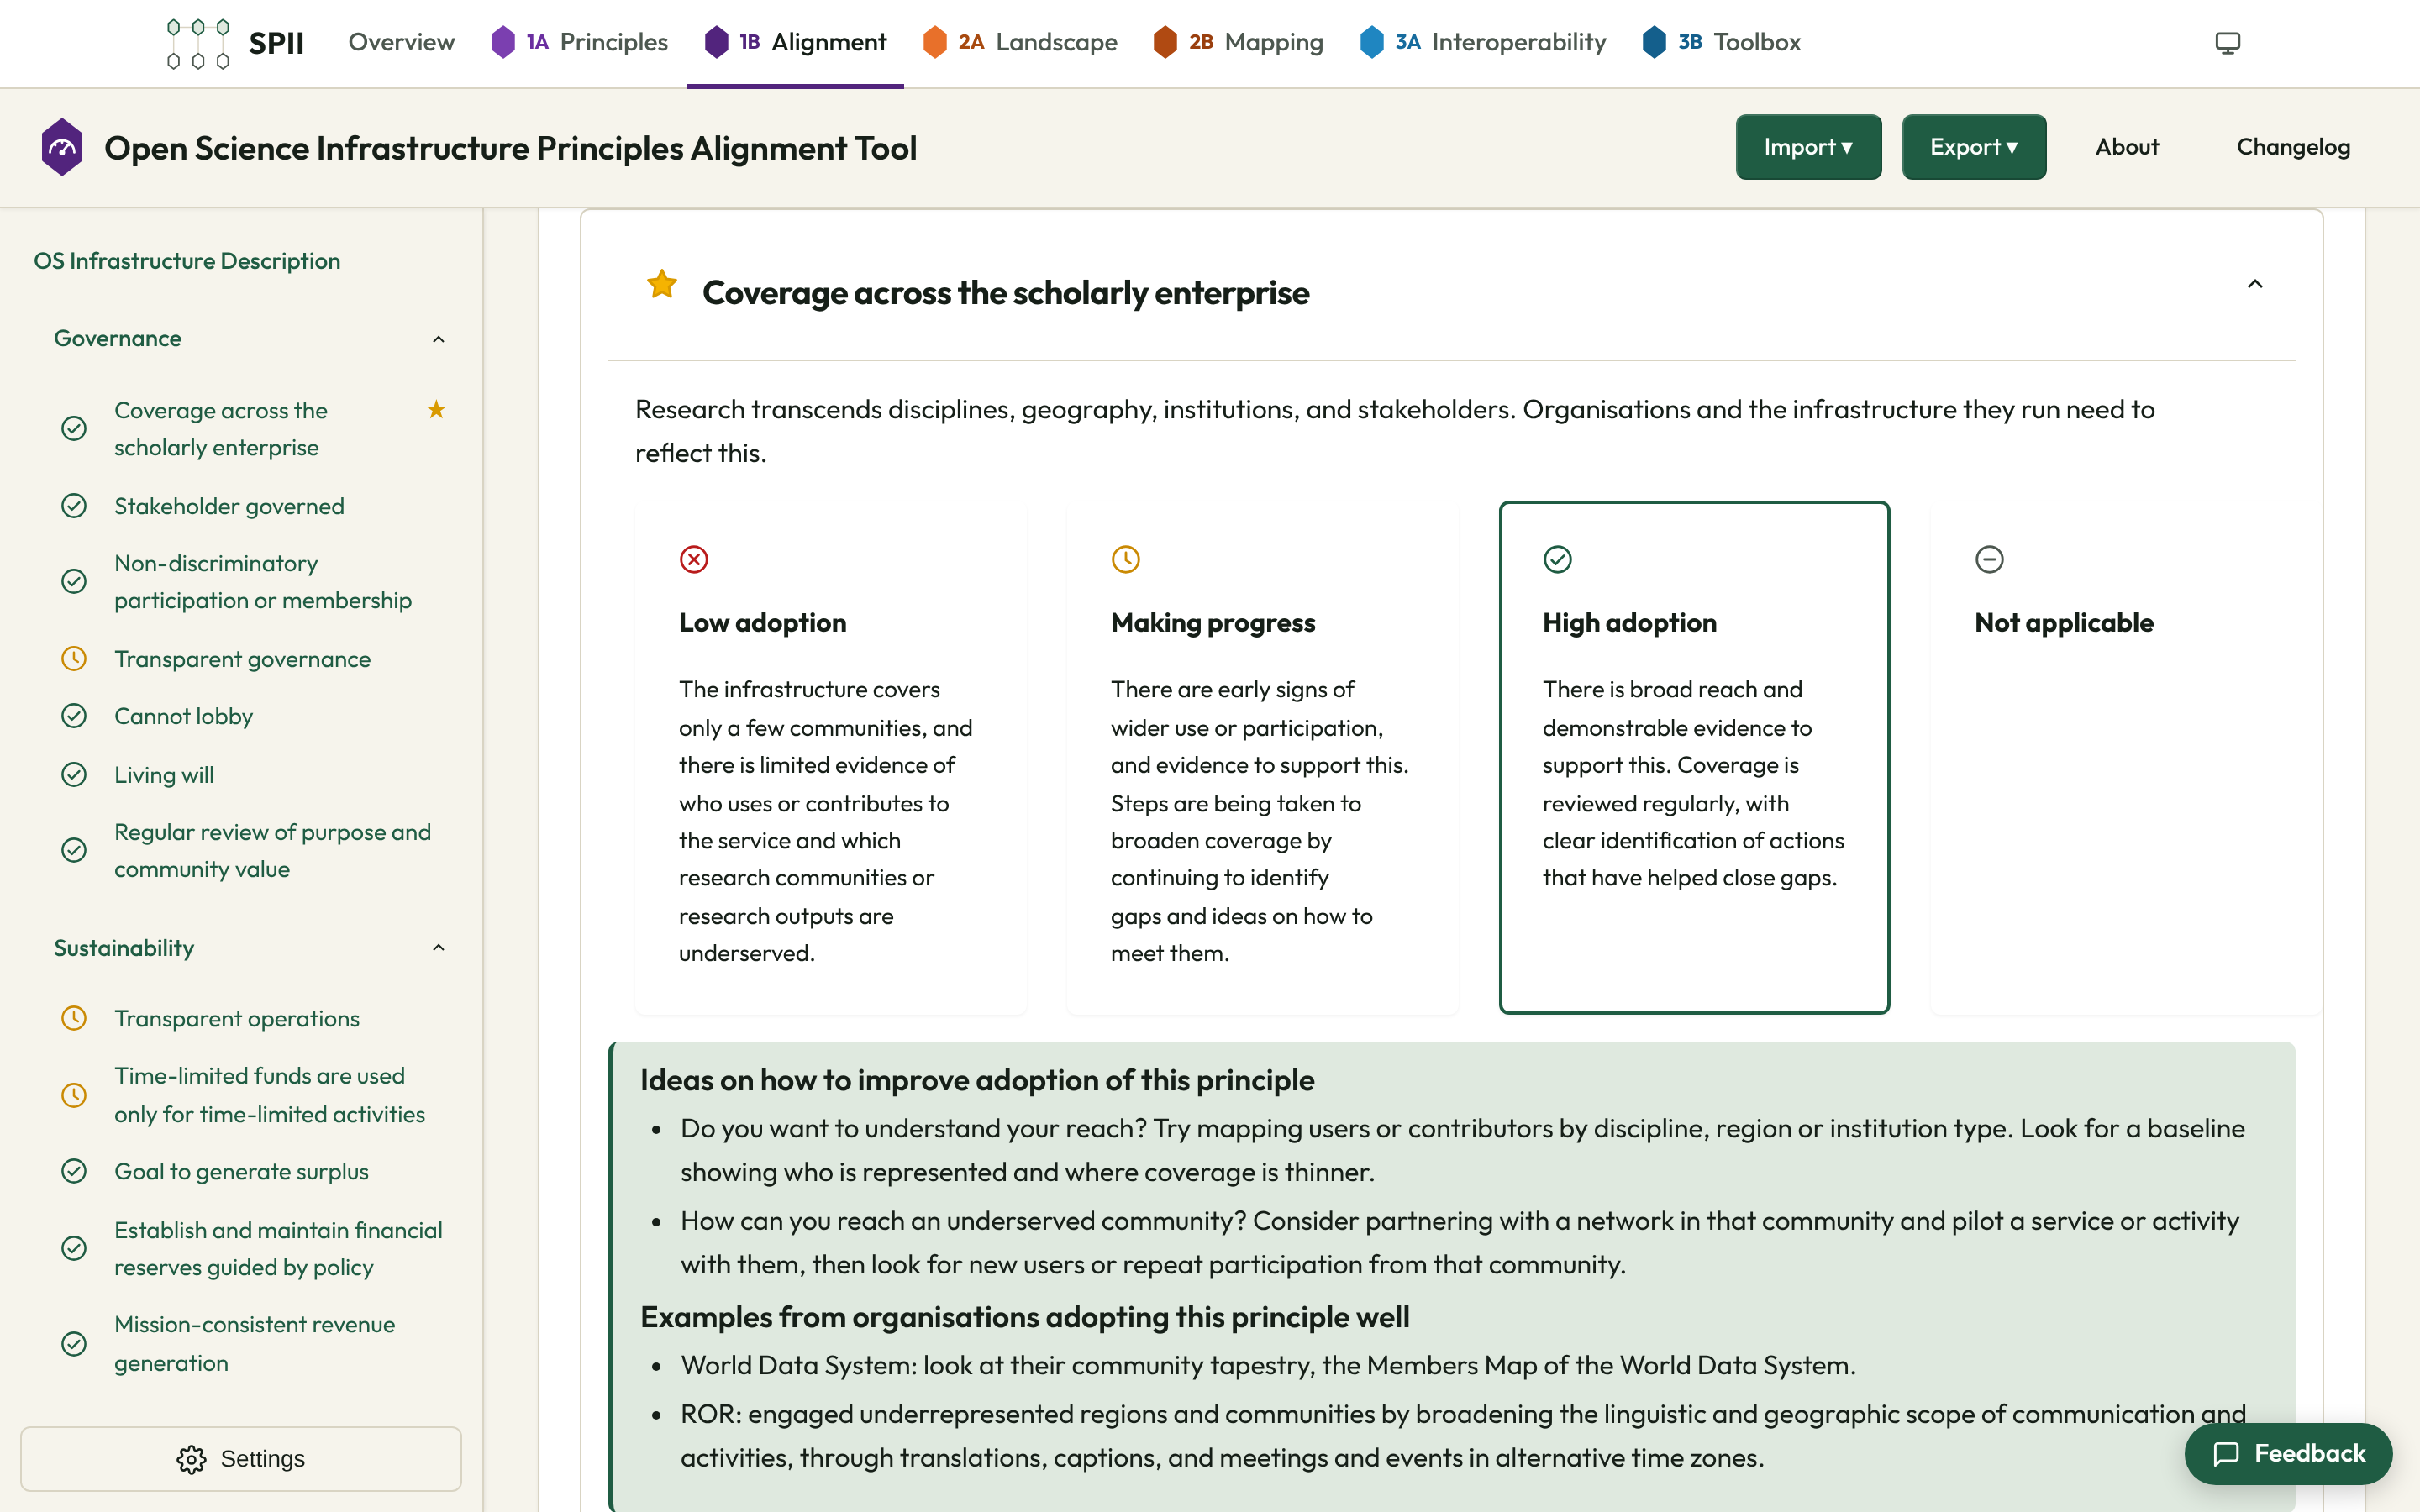 SPII
Overview
1A Principles
1B Alignment
2A Landscape
2B Mapping
3A Interoperability
3B Toolbox
Open Science Infrastructure Principles Alignment Tool
Import ▾
Export ▾
About
Changelog
OS Infrastructure Description
Governance
Coverage across the
scholarly enterprise
Stakeholder governed
Non-discriminatory
participation or membership
Transparent governance
Cannot lobby
Living will
Regular review of purpose and
community value
Sustainability
Transparent operations
Time-limited funds are used
only for time-limited activities
Goal to generate surplus
Establish and maintain financial
reserves guided by policy
Mission-consistent revenue
generation
Settings
Coverage across the scholarly enterprise
Research transcends disciplines, geography, institutions, and stakeholders. Organisations and the infrastructure they run need to
reflect this.
Low adoption
The infrastructure covers
only a few communities, and
there is limited evidence of
who uses or contributes to
the service and which
research communities or
research outputs are
underserved.
Making progress
There are early signs of
wider use or participation,
and evidence to support this.
Steps are being taken to
broaden coverage by
continuing to identify
gaps and ideas on how to
meet them.
High adoption
There is broad reach and
demonstrable evidence to
support this. Coverage is
reviewed regularly, with
clear identification of actions
that have helped close gaps.
Not applicable
Ideas on how to improve adoption of this principle
• Do you want to understand your reach? Try mapping users or contributors by discipline, region or institution type. Look for a baseline
showing who is represented and where coverage is thinner.
• How can you reach an underserved community? Consider partnering with a network in that community and pilot a service or activity
with them, then look for new users or repeat participation from that community.
Examples from organisations adopting this principle well
• World Data System: look at their community tapestry, the Members Map of the World Data System.
• ROR: engaged underrepresented regions and communities by broadening the linguistic and geographic scope of communication and
activities, through translations, captions, and meetings and events in alternative time zones.
Feedback